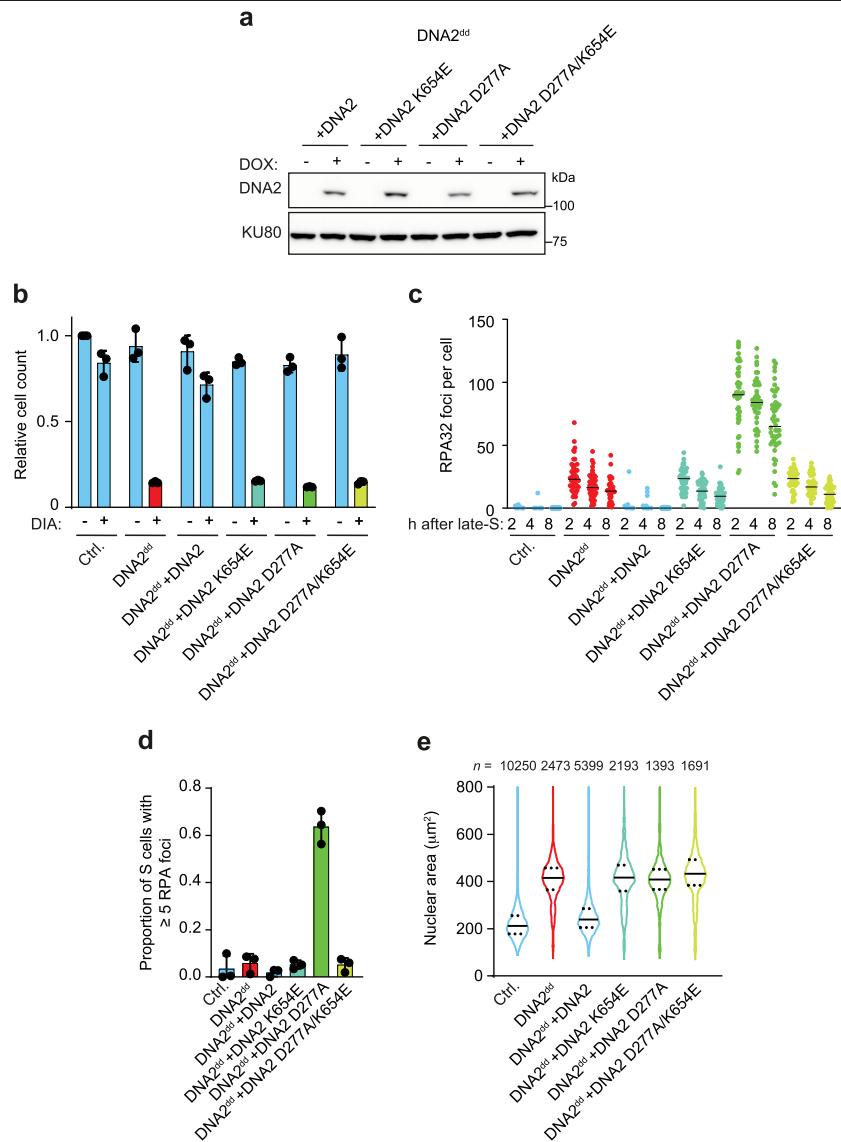 a
DNA2dd
+DNA2
+DNA2 K654E
+DNA2 D277A
+DNA2 D277A/K654E
DOX: - + - + - + - +
kDa
DNA2
100
KU80
75
b
Relative cell count
1.0
0.5
0
DIA: - + - + - + - + - + - +
Ctrl.
DNA2dd
DNA2dd +DNA2
DNA2dd +DNA2 K654E
DNA2dd +DNA2 D277A
DNA2dd +DNA2 D277A/K654E
c
RPA32 foci per cell
150
100
50
0
h after late-S: 2 4 8 2 4 8 2 4 8 2 4 8 2 4 8 2 4 8
Ctrl.
DNA2dd
DNA2dd +DNA2
DNA2dd +DNA2 K654E
DNA2dd +DNA2 D277A
DNA2dd +DNA2 D277A/K654E
d
Proportion of S cells with
≥ 5 RPA foci
0.8
0.6
0.4
0.2
0.0
Ctrl.
DNA2dd
DNA2dd +DNA2
DNA2dd +DNA2 K654E
DNA2dd +DNA2 D277A
DNA2dd +DNA2 D277A/K654E
e
n = 10250 2473 5399 2193 1393 1691
Nuclear area (µm²)
800
600
400
200
0
Ctrl.
DNA2dd
DNA2dd +DNA2
DNA2dd +DNA2 K654E
DNA2dd +DNA2 D277A
DNA2dd +DNA2 D277A/K654E